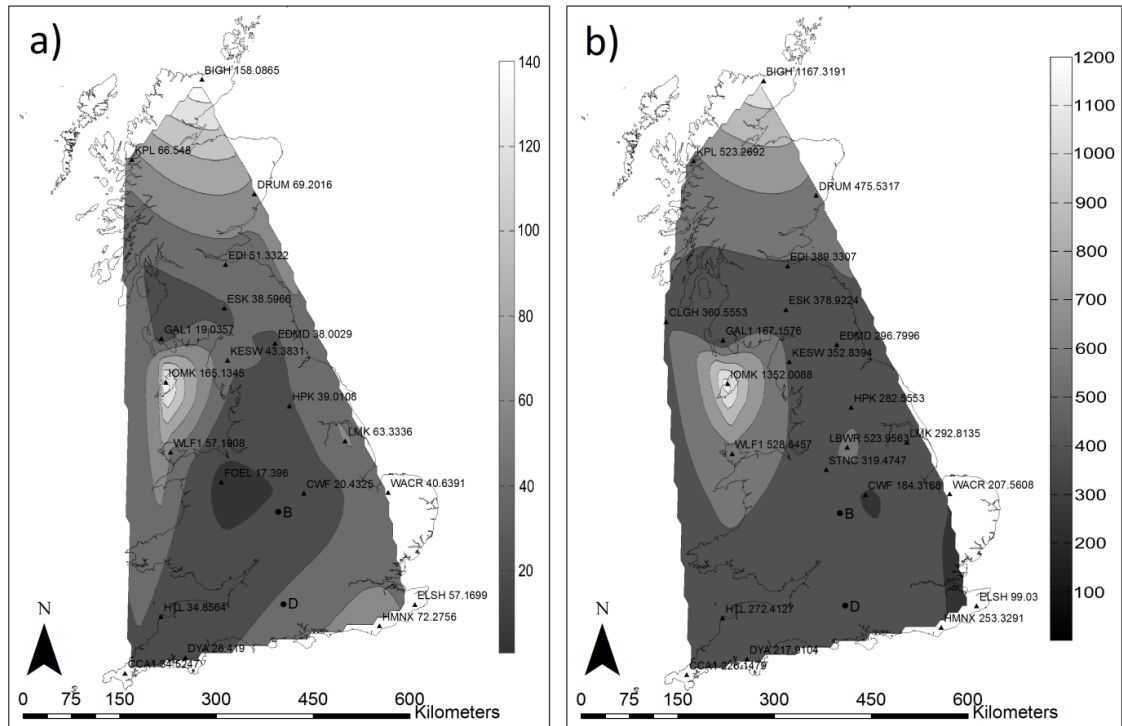 a)
140
BIGH 158.0865
120
KPL 66.548
DRUM 69.2016
100
EDI 51.3322
80
ESK 38.5966
GAL1 19.0357
EDMD 38.0029
KESW 43.3831
IOMK 165.1345
60
HPK 39.0108
LMK 63.3336
WLF1 57.1908
FOEL 17.396
40
CWF 20.4325
WACR 40.6391
B
20
ELSH 57.1699
D
HTL 34.8564
HMNX 72.2756
N
DYA 28.419
CCA1 84.5247
0 75 150 300 450 600
Kilometers
b)
1200
BIGH 1167.3191
1100
1000
KPL 523.2692
DRUM 475.5317
900
800
EDI 389.3307
700
ESK 378.9224
CLGH 360.5553
GAL1 167.1576
EDMD 296.7996
600
KESW 352.8394
IOMK 1352.0088
500
HPK 282.5553
LBWR 523.9563
LMK 292.8135
400
WLF1 528.6457
STNC 319.4747
CWF 184.3168
WACR 207.5608
300
B
200
ELSH 99.03
D
HTL 272.4127
100
HMNX 253.3291
N
DYA 217.9104
0 75 150 300 450 600
Kilometers